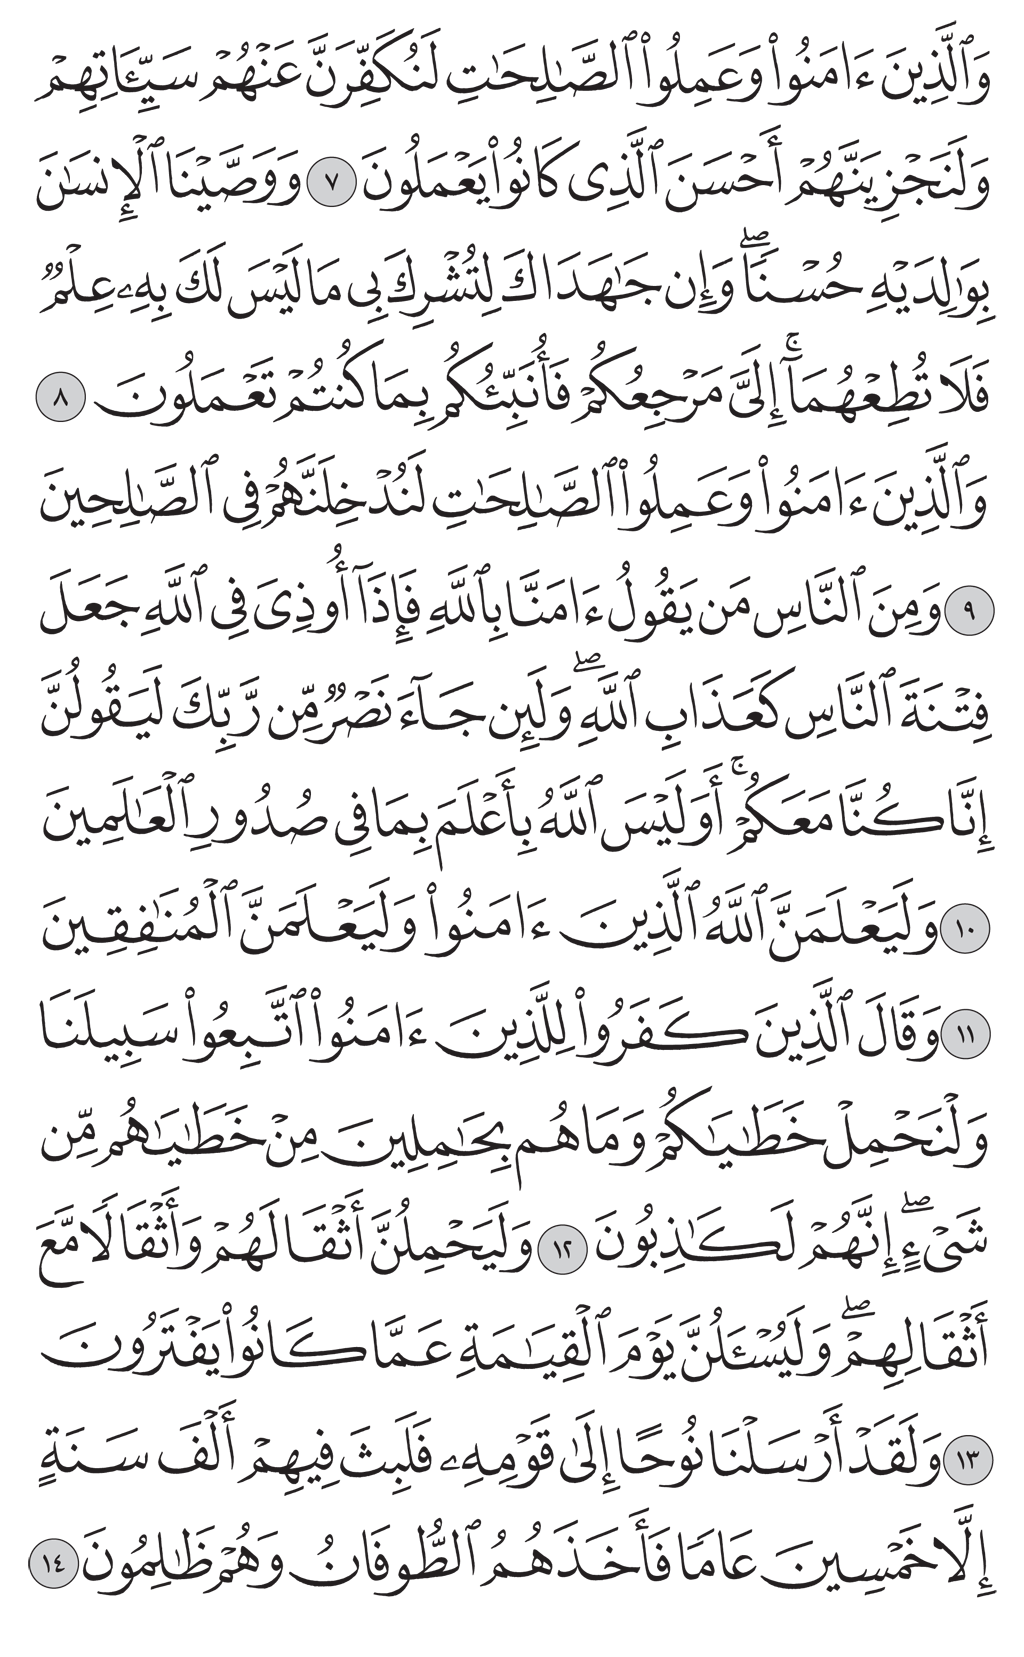 وَٱلَّذِينَ ءَامَنُوا۟ وَعَمِلُوا۟ ٱلصَّٰلِحَٰتِ لَنُكَفِّرَنَّ عَنْهُمْ سَيِّـَٔاتِهِمْ
وَلَنَجْزِيَنَّهُمْ أَحْسَنَ ٱلَّذِى كَانُوا۟ يَعْمَلُونَ ٧ وَوَصَّيْنَا ٱلْإِنسَٰنَ
بِوَٰلِدَيْهِ حُسْنًا ۖ وَإِن جَٰهَدَاكَ لِتُشْرِكَ بِى مَا لَيْسَ لَكَ بِهِۦ عِلْمٌ
فَلَا تُطِعْهُمَآ ۚ إِلَىَّ مَرْجِعُكُمْ فَأُنَبِّئُكُم بِمَا كُنتُمْ تَعْمَلُونَ ٨
وَٱلَّذِينَ ءَامَنُوا۟ وَعَمِلُوا۟ ٱلصَّٰلِحَٰتِ لَنُدْخِلَنَّهُمْ فِى ٱلصَّٰلِحِينَ
٩ وَمِنَ ٱلنَّاسِ مَن يَقُولُ ءَامَنَّا بِٱللَّهِ فَإِذَآ أُوذِىَ فِى ٱللَّهِ جَعَلَ
فِتْنَةَ ٱلنَّاسِ كَعَذَابِ ٱللَّهِ ۖ وَلَئِن جَآءَ نَصْرٌ مِّن رَّبِّكَ لَيَقُولُنَّ
إِنَّا كُنَّا مَعَكُمْ ۚ أَوَلَيْسَ ٱللَّهُ بِأَعْلَمَ بِمَا فِى صُدُورِ ٱلْعَٰلَمِينَ
١٠ وَلَيَعْلَمَنَّ ٱللَّهُ ٱلَّذِينَ ءَامَنُوا۟ وَلَيَعْلَمَنَّ ٱلْمُنَٰفِقِينَ
١١ وَقَالَ ٱلَّذِينَ كَفَرُوا۟ لِلَّذِينَ ءَامَنُوا۟ ٱتَّبِعُوا۟ سَبِيلَنَا
وَلْنَحْمِلْ خَطَٰيَٰكُمْ وَمَا هُم بِحَٰمِلِينَ مِنْ خَطَٰيَٰهُم مِّن
شَىْءٍ ۖ إِنَّهُمْ لَكَٰذِبُونَ ١٢ وَلَيَحْمِلُنَّ أَثْقَالَهُمْ وَأَثْقَالًا مَّعَ
أَثْقَالِهِمْ ۖ وَلَيُسْـَٔلُنَّ يَوْمَ ٱلْقِيَٰمَةِ عَمَّا كَانُوا۟ يَفْتَرُونَ
١٣ وَلَقَدْ أَرْسَلْنَا نُوحًا إِلَىٰ قَوْمِهِۦ فَلَبِثَ فِيهِمْ أَلْفَ سَنَةٍ
إِلَّا خَمْسِينَ عَامًا فَأَخَذَهُمُ ٱلطُّوفَانُ وَهُمْ ظَٰلِمُونَ ١٤